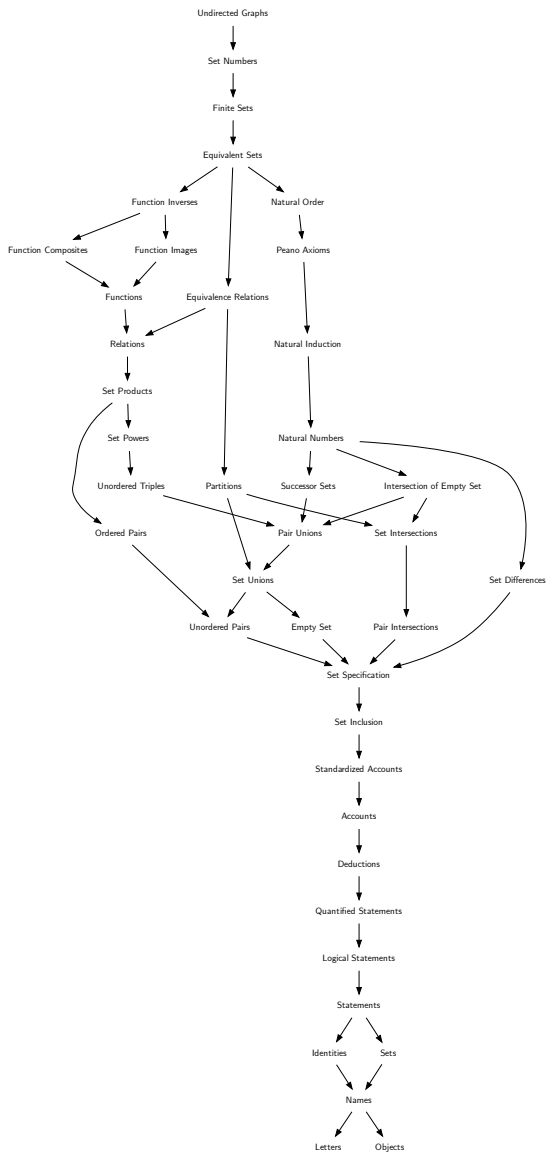 Undirected Graphs
Set Numbers
Finite Sets
Equivalent Sets
Function Inverses
Natural Order
Function Composites
Function Images
Peano Axioms
Functions
Equivalence Relations
Relations
Natural Induction
Set Products
Set Powers
Natural Numbers
Unordered Triples
Partitions
Successor Sets
Intersection of Empty Set
Ordered Pairs
Pair Unions
Set Intersections
Set Unions
Set Differences
Unordered Pairs
Empty Set
Pair Intersections
Set Specification
Set Inclusion
Standardized Accounts
Accounts
Deductions
Quantified Statements
Logical Statements
Statements
Identities
Sets
Names
Letters
Objects